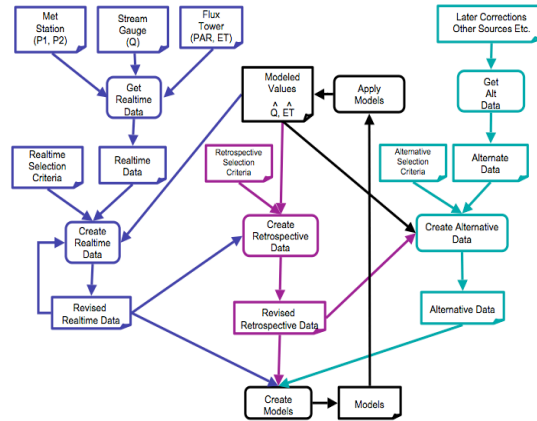 Met
Station
(P1, P2)
Stream
Gauge
(Q)
Flux
Tower
(PAR, ET)
Later Corrections
Other Sources Etc.
Get
Realtime
Data
Modeled
Values
^ ^
Q, ET
Apply
Models
Get
Alt
Data
Realtime
Selection
Criteria
Realtime
Data
Retrospective
Selection
Criteria
Alternative
Selection
Criteria
Alternate
Data
Create
Realtime
Data
Create
Retrospective
Data
Create Alternative
Data
Revised
Realtime Data
Revised
Retrospective Data
Alternative Data
Create
Models
Models